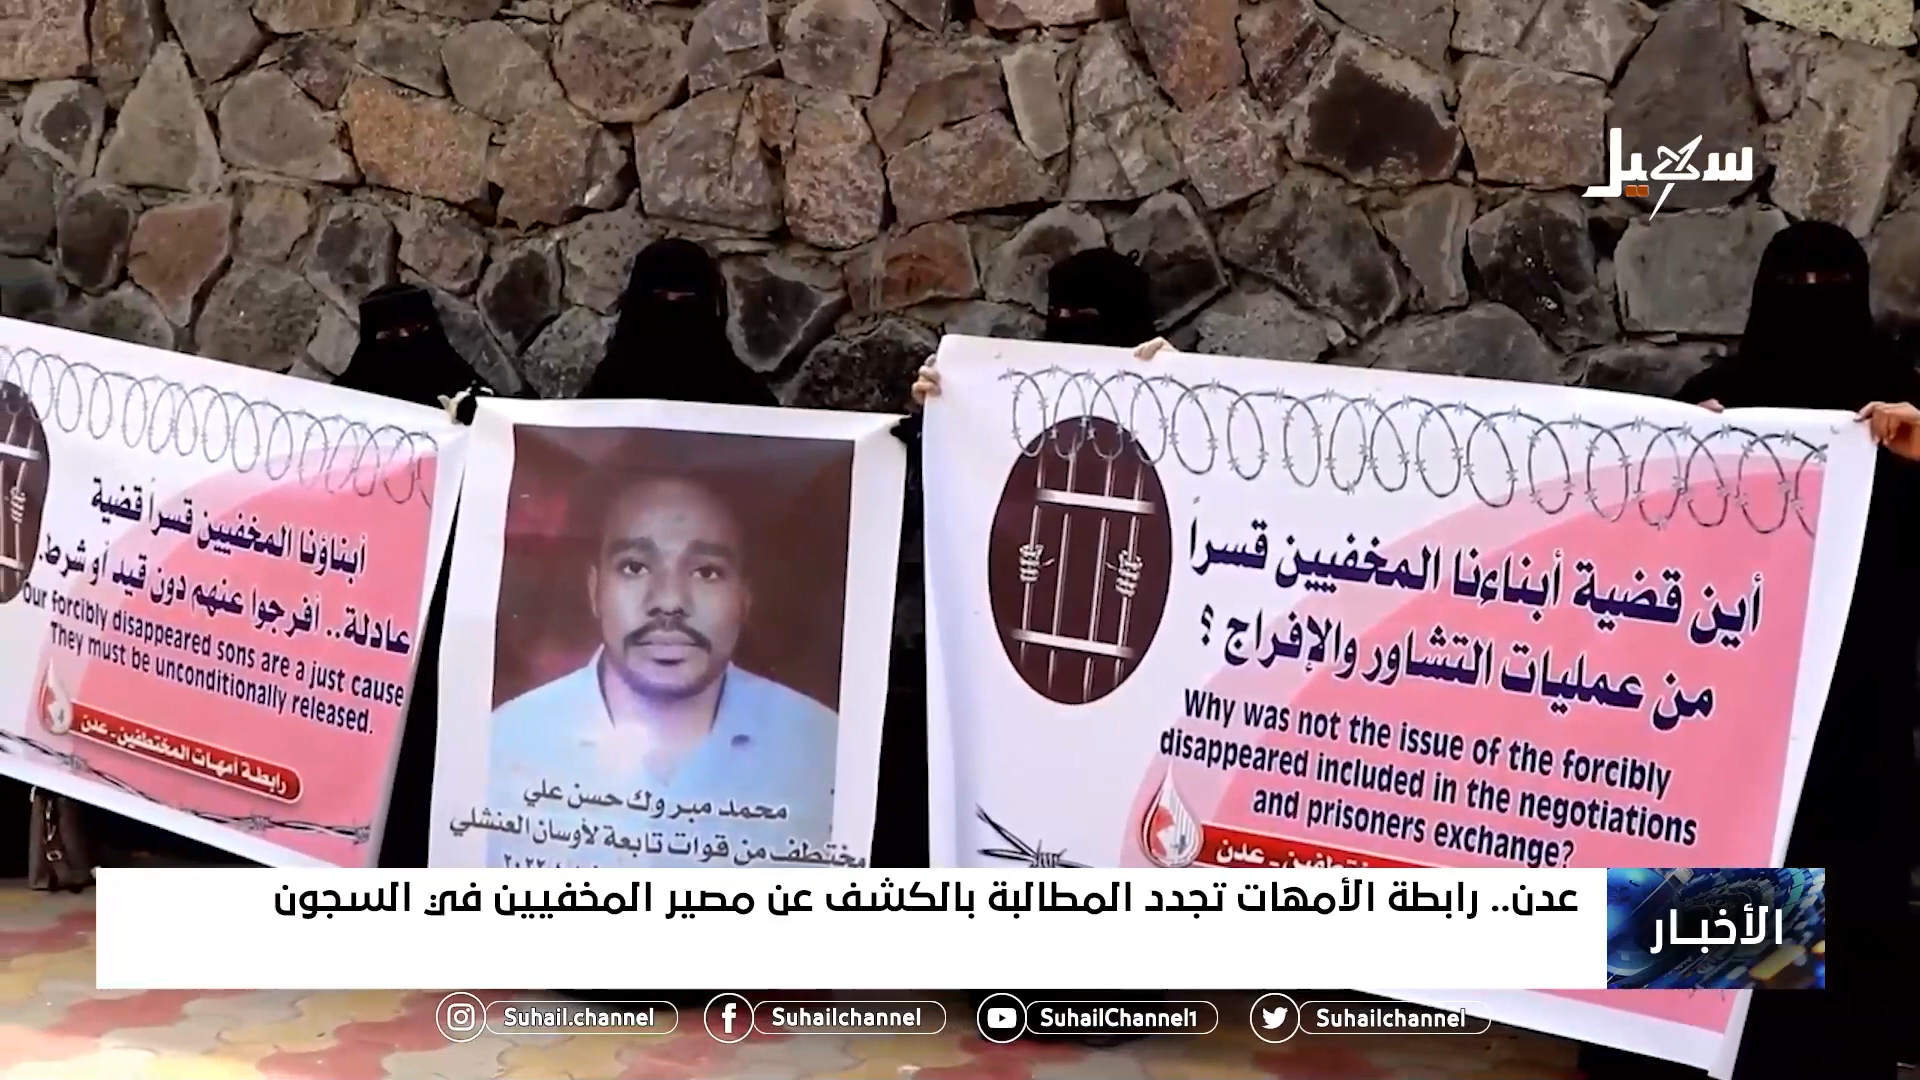 سهيل
أبناؤنا المخفيين قسراً قضية
عادلة.. أفرجوا عنهم دون قيد أو شرط.
Our forcibly disappeared sons are a just cause
They must be unconditionally released.
رابطة امهات المختطفين - عدن
محمد مبروك حسن علي
مختطف من قوات تابعة لأوسان العنشلي
أين قضية أبناءنا المخفيين قسراً
من عمليات التشاور والإفراج ؟
Why was not the issue of the forcibly
disappeared included in the negotiations
and prisoners exchange?
عدن
عدن.. رابطة الأمهات تجدد المطالبة بالكشف عن مصير المخفيين في السجون
الأخبـار
Suhail.channel
Suhailchannel
SuhailChannel1
Suhailchannel